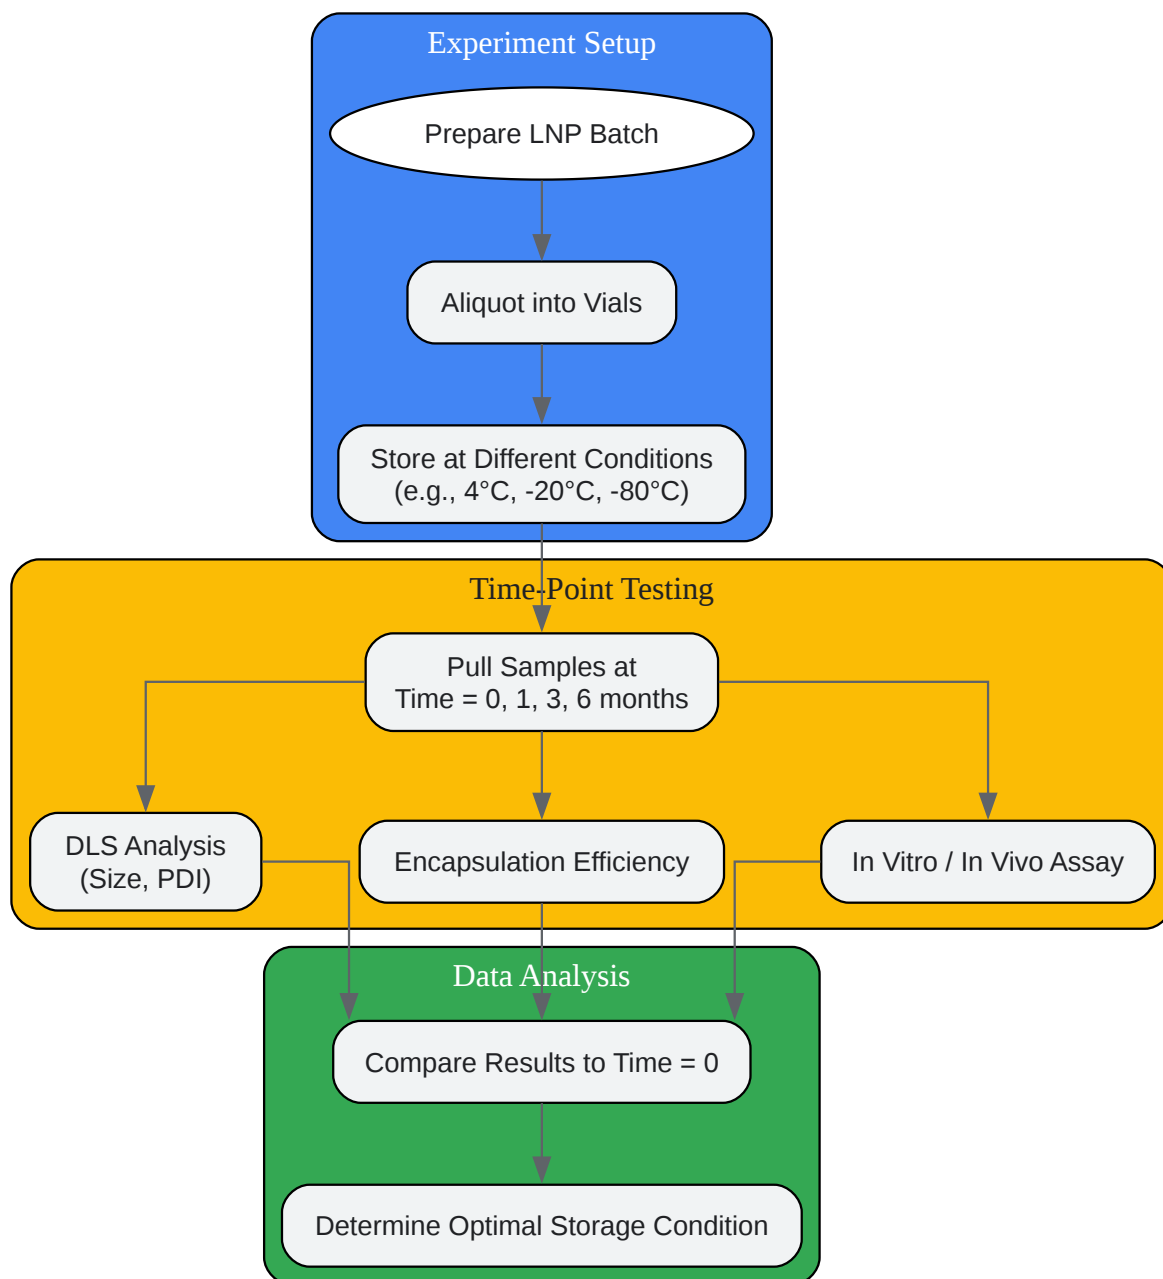 Experiment Setup
Prepare LNP Batch
Aliquot into Vials
Store at Different Conditions
(e.g., 4°C, -20°C, -80°C)
Time-Point Testing
Pull Samples at
Time = 0, 1, 3, 6 months
DLS Analysis
(Size, PDI)
Encapsulation Efficiency
In Vitro / In Vivo Assay
Data Analysis
Compare Results to Time = 0
Determine Optimal Storage Condition